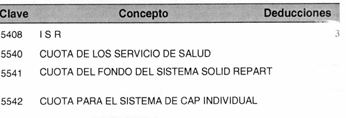 Clave Concepto Deducciones
5408 I S R 3
5540 CUOTA DE LOS SERVICIO DE SALUD
5541 CUOTA DEL FONDO DEL SISTEMA SOLID REPART
5542 CUOTA PARA EL SISTEMA DE CAP INDIVIDUAL